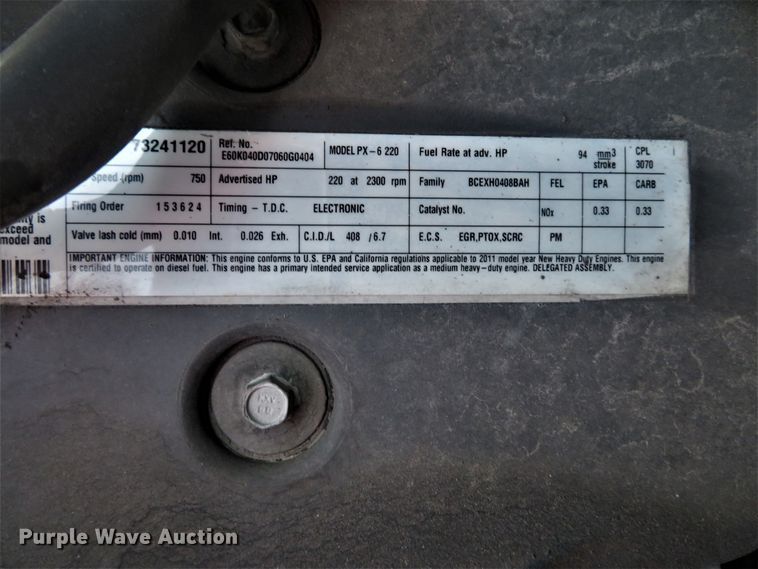 73241120 Ref. No. E60K040D07060G0404 MODEL PX-6 220 Fuel Rate at adv. HP 94 mm3 stroke CPL 3070
Speed (rpm) 750 Advertised HP 220 at 2300 rpm Family BCEXH0408BAH FEL EPA CARB
Firing Order 153624 Timing - T.D.C. ELECTRONIC Catalyst No. NOx 0.33 0.33
Valve lash cold (mm) 0.010 Int. 0.026 Exh. C.I.D./L 408 / 6.7 E.C.S. EGR,PTOX,SCRC PM
IMPORTANT ENGINE INFORMATION: This engine conforms to U.S. EPA and California regulations applicable to 2011 model year New Heavy Duty Engines. This engine
is certified to operate on diesel fuel. This engine has a primary intended service application as a medium heavy-duty engine. DELEGATED ASSEMBLY.
is
exceed
model and
Purple Wave Auction